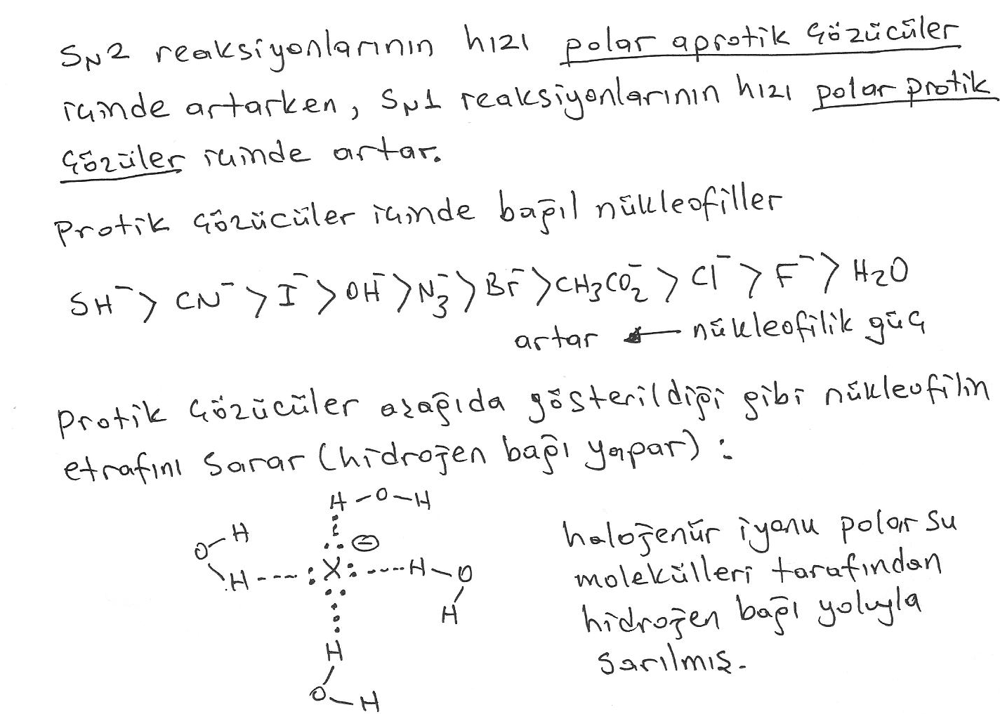 SN2 reaksiyonlarının hızı polar aprotik çözücüler
içinde artarken, SN1 reaksiyonlarının hızı polar protik
çözüler içinde artar.
Protik çözücüler içinde bağıl nükleofiller
SH⁻ > CN⁻ > I⁻ > OH⁻ > N₃⁻ > Br⁻ > CH₃CO₂⁻ > Cl⁻ > F⁻ > H₂O
artar ← nükleofilik güç
Protik çözücüler aşağıda gösterildiği gibi nükleofilin
etrafını sarar (hidrojen bağı yapar) :
H-O-H
O-H
H----:X:⊖----H-O
H
H
O-H
halojenür iyonu polar su
molekülleri tarafından
hidrojen bağı yoluyla
sarılmış.